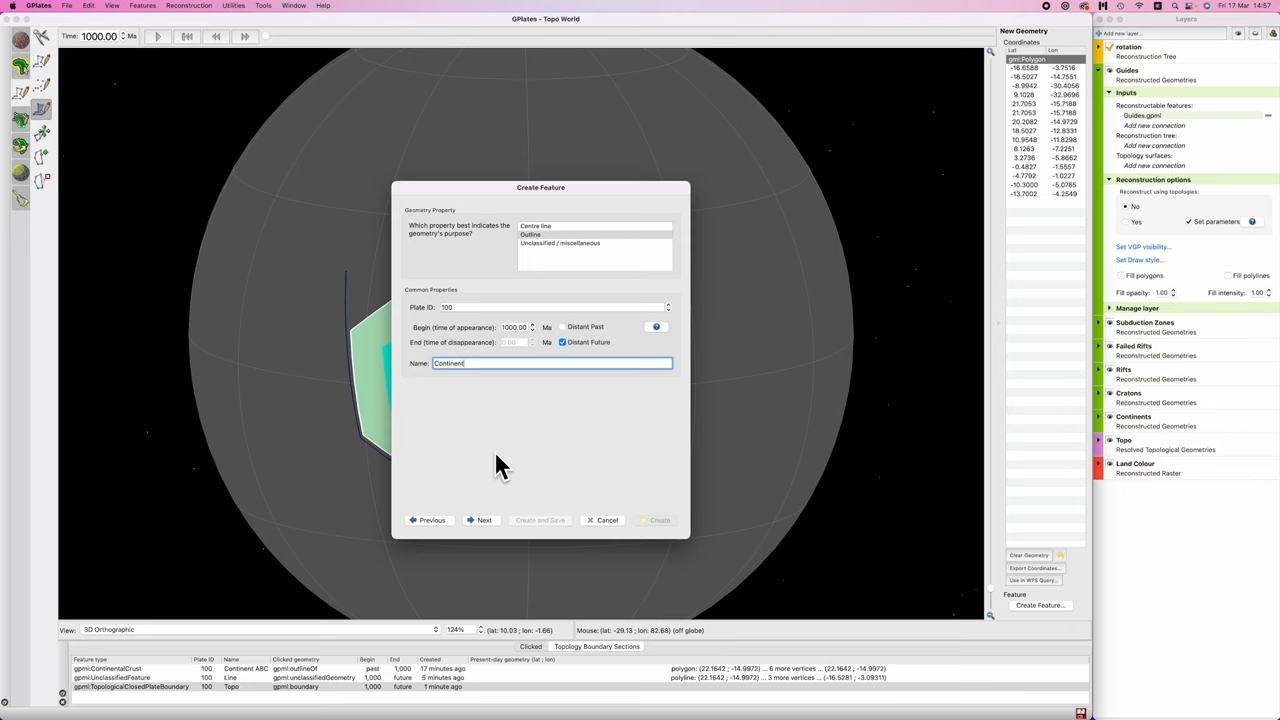 GPlates File Edit View Features Reconstruction Utilities Tools Window Help Fri 17 Mar 14:57
GPlates - Topo World
Time: 1000.00 Ma
New Geometry
Coordinates
Lat Lon
gml:Polygon
-16.6588 -3.7516
-18.5027 -14.7551
-8.9942 -30.4056
9.1028 -32.9696
21.7053 -15.7188
21.7053 -15.7188
20.2082 -14.9729
18.5027 -12.8331
10.9548 -11.8298
8.1263 -7.2251
3.2736 -5.8662
-0.4827 -1.5557
-4.7792 -1.0227
-10.3000 -5.0765
-13.7002 -4.2549
Clear Geometry
Export Coordinates...
Use in WFS Query...
Feature
Create Feature...
Create Feature
Geometry Property
Which property best indicates the geometry's purpose?
Centre line
Outline
Unclassified / miscellaneous
Common Properties
Plate ID: 100
Begin (time of appearance): 1000.00 Ma Distant Past
End (time of disappearance): 0.00 Ma Distant Future
Name: Continent
Previous Next Create and Save Cancel Create
Layers
Add new layer...
rotation
Reconstruction Tree
Guides
Reconstructed Geometries
Inputs
Reconstructable features:
Guides.gpml
Add new connection
Reconstruction tree:
Add new connection
Topology surfaces:
Add new connection
Reconstruction options
Reconstruct using topologies:
No
Yes Set parameters
Set VGP visibility...
Set Draw style...
Fill polygons Fill polylines
Fill opacity: 1.00 Fill intensity: 1.00
Manage layer
Subduction Zones
Reconstructed Geometries
Failed Rifts
Reconstructed Geometries
Rifts
Reconstructed Geometries
Cratons
Reconstructed Geometries
Continents
Reconstructed Geometries
Topo
Resolved Topological Geometries
Land Colour
Reconstructed Raster
View: 3D Orthographic 124% (lat: 10.03 ; lon: -1.66) Mouse: (lat: -29.13 ; lon: 82.68) (off globe)
Clicked Topology Boundary Sections
Feature type Plate ID Name Clicked geometry Begin End Created Present-day geometry (lat ; lon)
gpml:ContinentalCrust 100 Continent ABC gpml:outlineOf past 1,000 17 minutes ago polygon: (22.1642 ; -14.9972) ... 6 more vertices ... (22.1642 ; -14.9972)
gpml:UnclassifiedFeature 100 Line gpml:unclassifiedGeometry 1,000 future 5 minutes ago polyline: (22.1642 ; -14.9972) ... 3 more vertices ... (-16.5281 ; -3.09311)
gpml:TopologicalClosedPlateBoundary 100 Topo gpml:boundary 1,000 future 1 minute ago